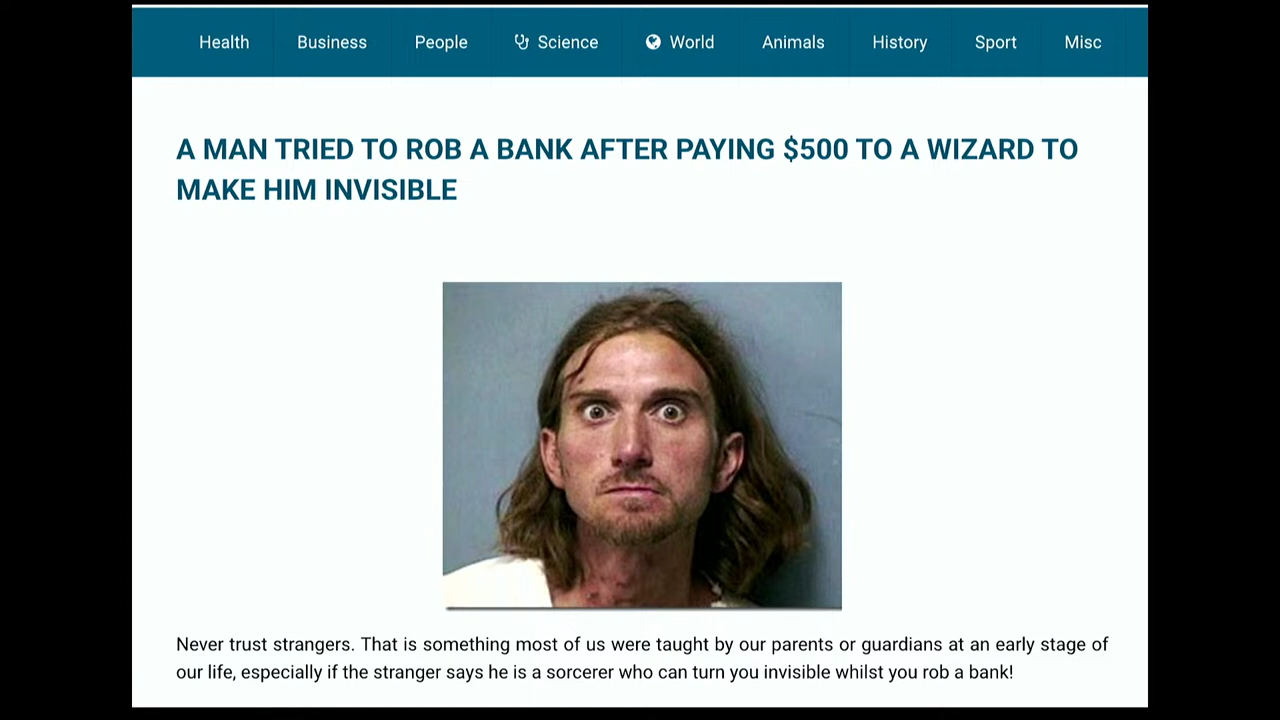 Health Business People Science World Animals History Sport Misc
A MAN TRIED TO ROB A BANK AFTER PAYING $500 TO A WIZARD TO
MAKE HIM INVISIBLE
Never trust strangers. That is something most of us were taught by our parents or guardians at an early stage of
our life, especially if the stranger says he is a sorcerer who can turn you invisible whilst you rob a bank!